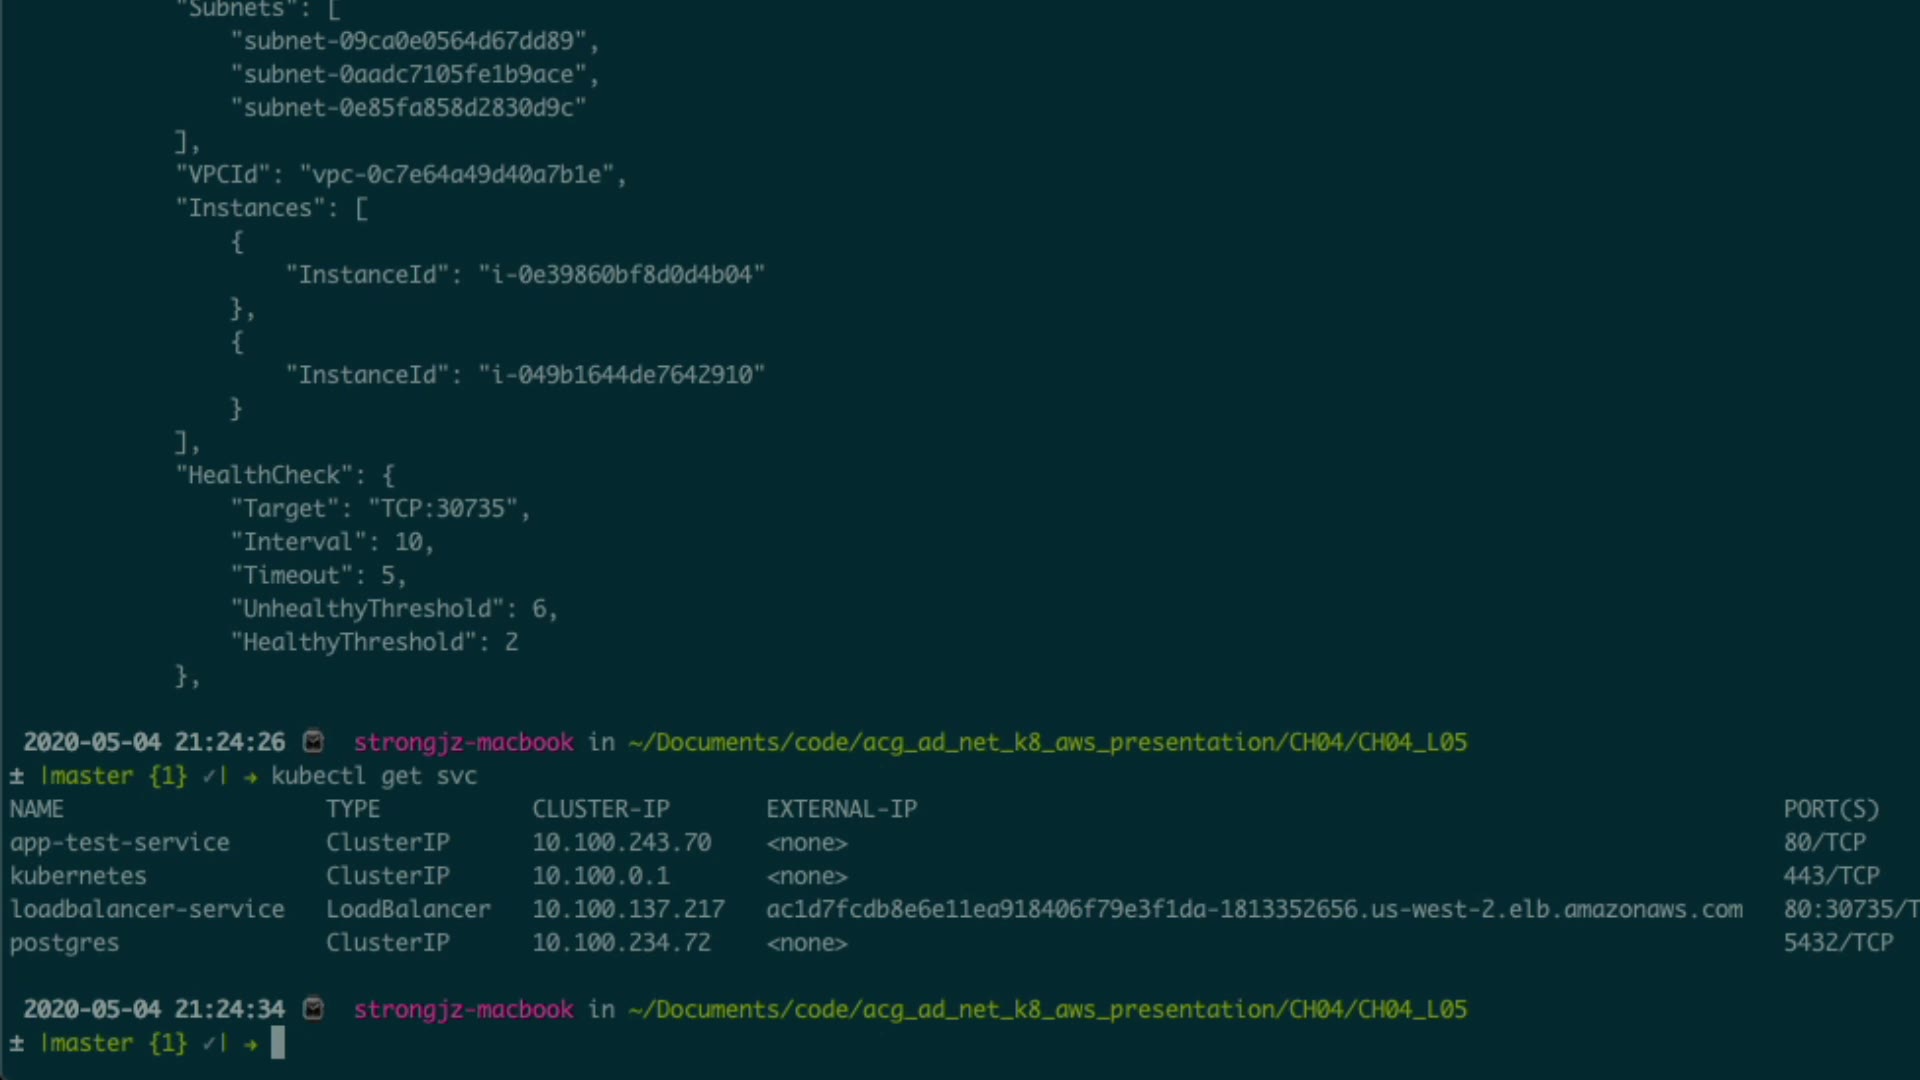 "Subnets": [
"subnet-09ca0e0564d67dd89",
"subnet-0aadc7105fe1b9ace",
"subnet-0e85fa858d2830d9c"
],
"VPCId": "vpc-0c7e64a49d40a7b1e",
"Instances": [
{
"InstanceId": "i-0e39860bf8d0d4b04"
},
{
"InstanceId": "i-049b1644de7642910"
}
],
"HealthCheck": {
"Target": "TCP:30735",
"Interval": 10,
"Timeout": 5,
"UnhealthyThreshold": 6,
"HealthyThreshold": 2
},
2020-05-04 21:24:26 strongjz-macbook in ~/Documents/code/acg_ad_net_k8_aws_presentation/CH04/CH04_L05
± |master {1} ✓| → kubectl get svc
NAME TYPE CLUSTER-IP EXTERNAL-IP PORT(S)
app-test-service ClusterIP 10.100.243.70 <none> 80/TCP
kubernetes ClusterIP 10.100.0.1 <none> 443/TCP
loadbalancer-service LoadBalancer 10.100.137.217 ac1d7fcdb8e6e11ea918406f79e3f1da-1813352656.us-west-2.elb.amazonaws.com 80:30735/T
postgres ClusterIP 10.100.234.72 <none> 5432/TCP
2020-05-04 21:24:34 strongjz-macbook in ~/Documents/code/acg_ad_net_k8_aws_presentation/CH04/CH04_L05
± |master {1} ✓| →